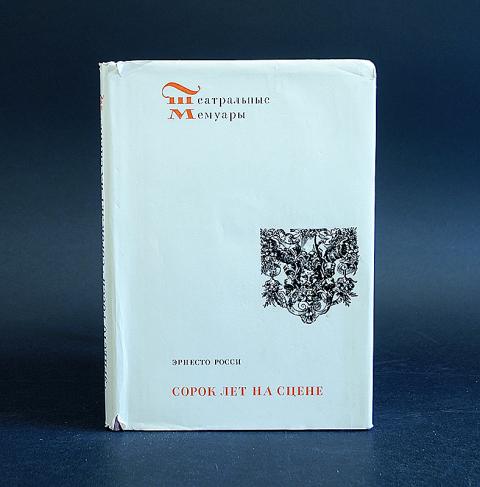 Театральные
Мемуары
ЭРНЕСТО РОССИ
СОРОК ЛЕТ НА СЦЕНЕ